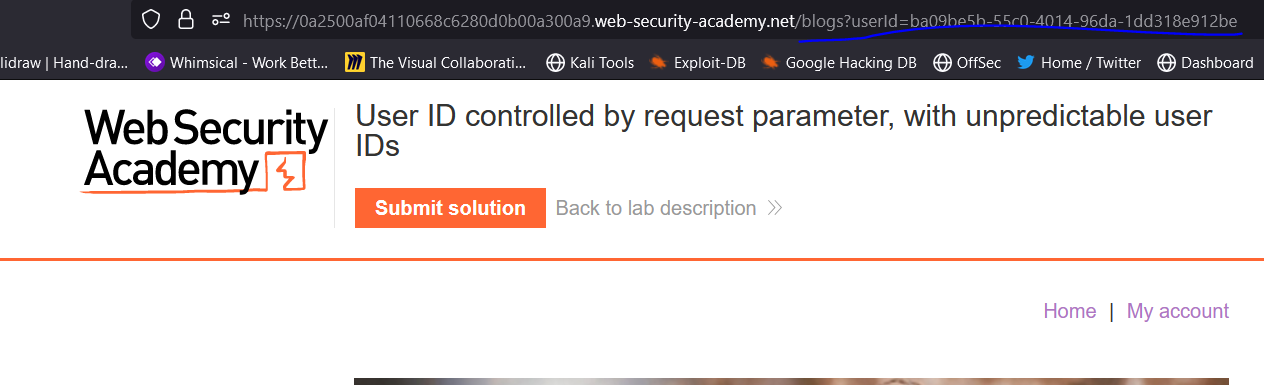 https://0a2500af04110668c6280d0b00a300a9.web-security-academy.net/blogs?userId=ba09be5b-55c0-4014-96da-1dd318e912be
lidraw | Hand-dra... Whimsical - Work Bett... The Visual Collaborati... Kali Tools Exploit-DB Google Hacking DB OffSec Home / Twitter Dashboard
Web Security
Academy
User ID controlled by request parameter, with unpredictable user
IDs
Submit solution Back to lab description
Home | My account